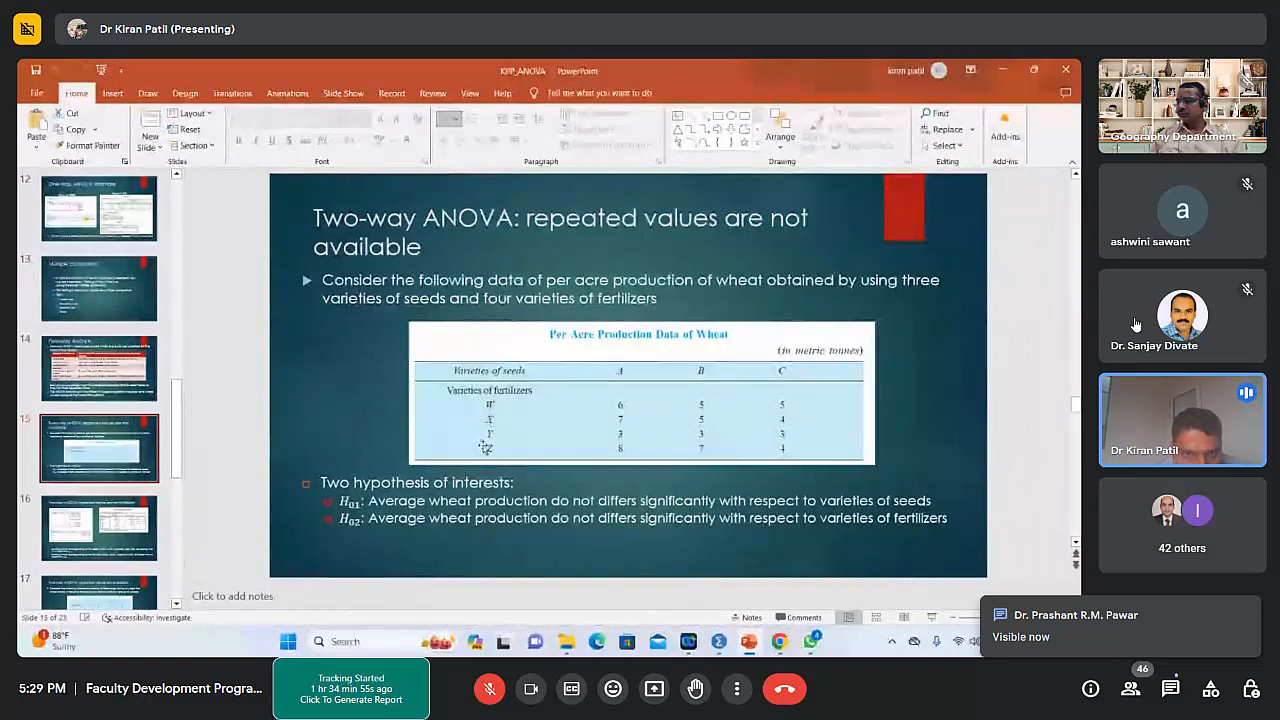 Dr Kiran Patil (Presenting)
KPP_ANOVA - PowerPoint
kiran patil
File Home Insert Draw Design Transitions Animations Slide Show Record Review View Help Tell me what you want to do
Paste
Cut
Copy
Format Painter
Clipboard
New Slide
Layout
Reset
Section
Slides
Font
Paragraph
Arrange
Drawing
Find
Replace
Select
Editing
Add-ins
Add-ins
12
13
14
15
16
17
Two-way ANOVA: repeated values are not
available
Consider the following data of per acre production of wheat obtained by using three
varieties of seeds and four varieties of fertilizers
Per Acre Production Data of Wheat
(in metric tonnes)
Varieties of seeds A B C
Varieties of fertilizers
W 6 5 5
7 5 4
3 3 3
Z 8 7 4
Two hypothesis of interests:
H01: Average wheat production do not differs significantly with respect to varieties of seeds
H02: Average wheat production do not differs significantly with respect to varieties of fertilizers
Click to add notes
Slide 15 of 23 Accessibility: Investigate Notes Comments
88°F
Sunny
Search
Geography Department
a
ashwini sawant
Dr. Sanjay Divate
Dr Kiran Patil
I
42 others
Dr. Prashant R.M. Pawar
Visible now
5:29 PM Faculty Development Progra...
Tracking Started
1 hr 34 min 55s ago
Click To Generate Report
46